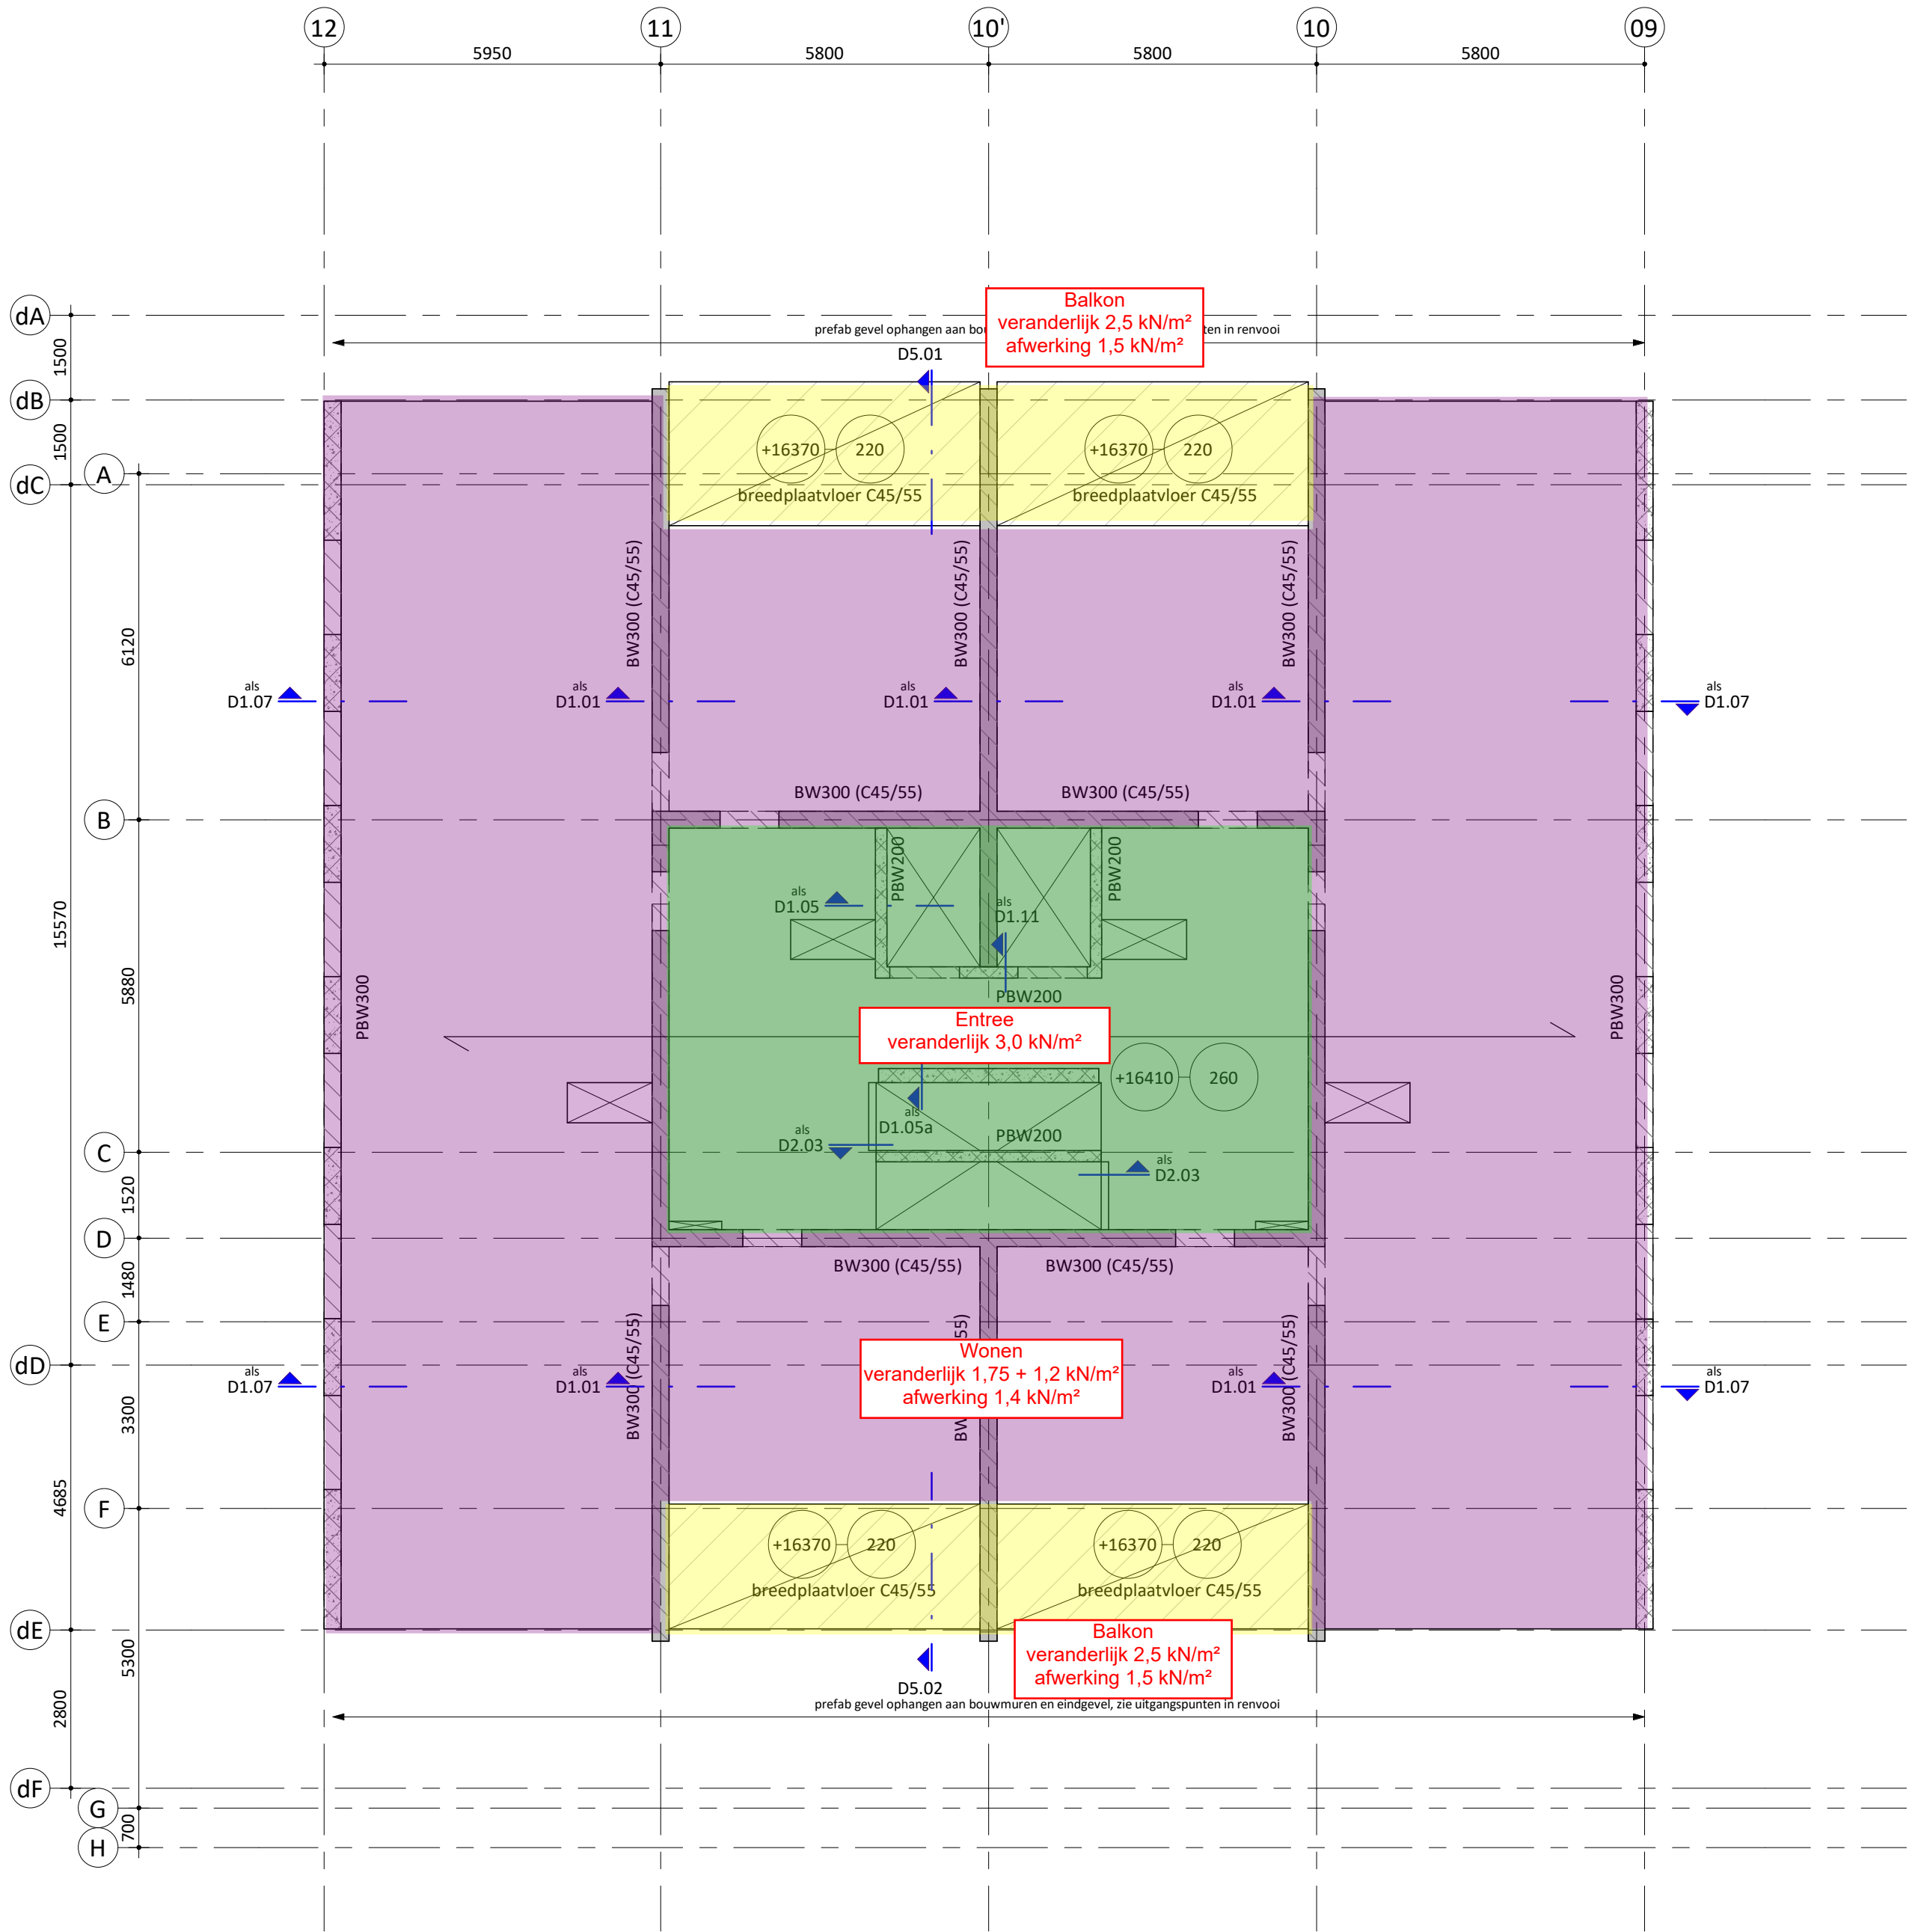 12
11
10'
10
09
5950
5800
5800
5800
dA
1500
dB
1500
A
dC
6120
B
15570
5880
C
1520
D
1480
E
dD
3300
4685
F
dE
5300
2800
dF
G
700
H
Balkon
veranderlijk 2,5 kN/m²
afwerking 1,5 kN/m²
prefab gevel ophangen aan bou
ten in renvooi
D5.01
+16370
220
+16370
220
breedplaatvloer C45/55
breedplaatvloer C45/55
BW300 (C45/55)
BW300 (C45/55)
BW300 (C45/55)
als
D1.07
als
D1.01
als
D1.01
als
D1.01
als
D1.07
BW300 (C45/55)
BW300 (C45/55)
PBW200
PBW200
als
D1.05
als
D1.11
PBW300
PBW200
PBW300
Entree
veranderlijk 3,0 kN/m²
+16410
260
als
D1.05a
als
D2.03
PBW200
als
D2.03
BW300 (C45/55)
BW300 (C45/55)
BW300 (C45/55)
55)
BW300 (C45/55)
Wonen
veranderlijk 1,75 + 1,2 kN/m²
afwerking 1,4 kN/m²
BW
als
D1.07
als
D1.01
als
D1.01
als
D1.07
+16370
220
+16370
220
breedplaatvloer C45/55
breedplaatvloer C45/55
Balkon
veranderlijk 2,5 kN/m²
afwerking 1,5 kN/m²
D5.02
prefab gevel ophangen aan bouwmuren en eindgevel, zie uitgangspunten in renvooi